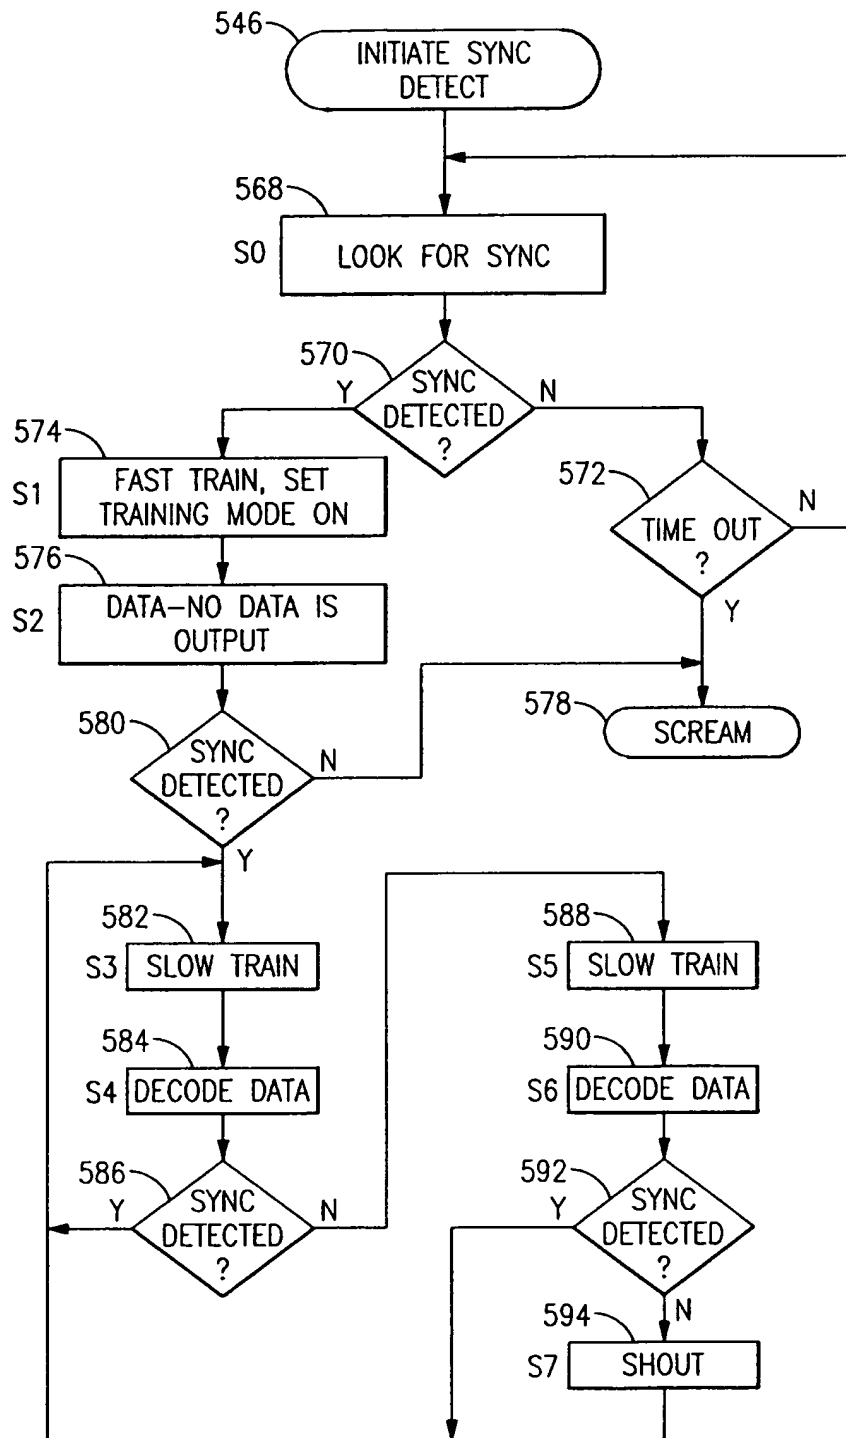 546
INITIATE SYNC
DETECT
568
S0
LOOK FOR SYNC
570
SYNC
DETECTED
?
Y
N
574
S1
FAST TRAIN, SET
TRAINING MODE ON
572
TIME OUT
?
N
Y
576
S2
DATA-NO DATA IS
OUTPUT
578
SCREAM
580
SYNC
DETECTED
?
N
Y
582
S3
SLOW TRAIN
588
S5
SLOW TRAIN
584
S4
DECODE DATA
590
S6
DECODE DATA
586
Y
SYNC
DETECTED
?
N
592
Y
SYNC
DETECTED
?
N
594
S7
SHOUT